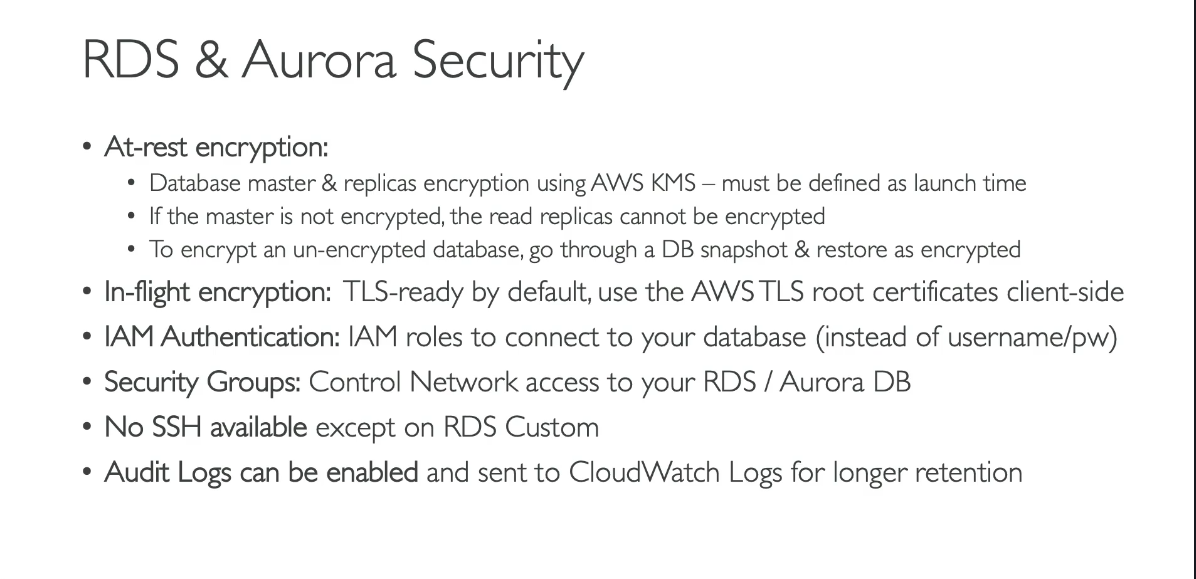 RDS & Aurora Security
• At-rest encryption:
• Database master & replicas encryption using AWS KMS – must be defined as launch time
• If the master is not encrypted, the read replicas cannot be encrypted
• To encrypt an un-encrypted database, go through a DB snapshot & restore as encrypted
• In-flight encryption: TLS-ready by default, use the AWS TLS root certificates client-side
• IAM Authentication: IAM roles to connect to your database (instead of username/pw)
• Security Groups: Control Network access to your RDS / Aurora DB
• No SSH available except on RDS Custom
• Audit Logs can be enabled and sent to CloudWatch Logs for longer retention